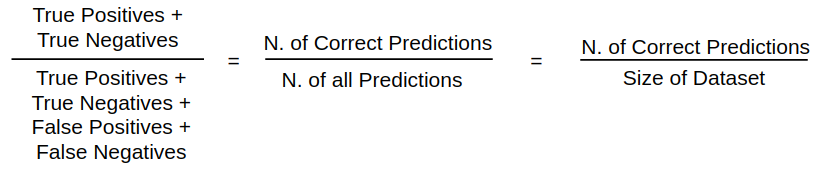 True Positives +
True Negatives
True Positives +
True Negatives +
False Positives +
False Negatives
=
N. of Correct Predictions
N. of all Predictions
=
N. of Correct Predictions
Size of Dataset